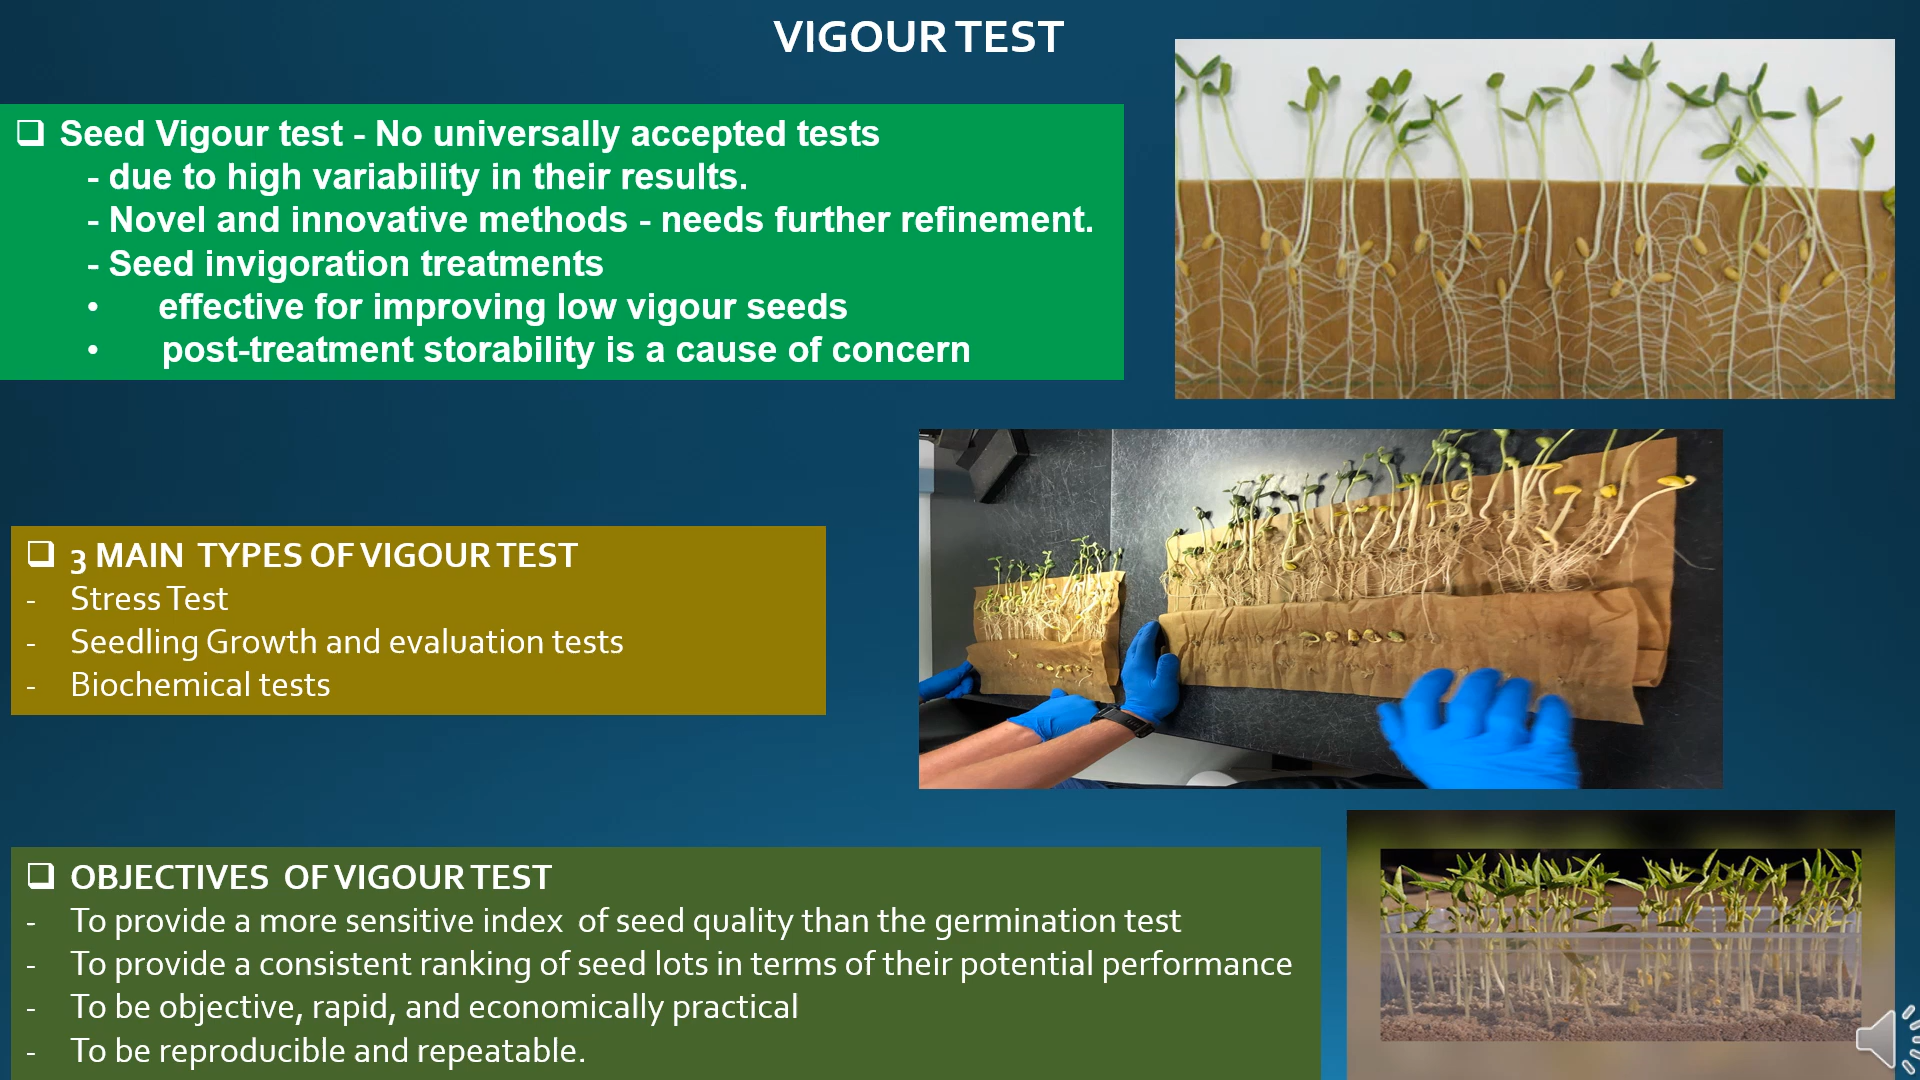 VIGOUR TEST
❑ Seed Vigour test - No universally accepted tests
- due to high variability in their results.
- Novel and innovative methods - needs further refinement.
- Seed invigoration treatments
• effective for improving low vigour seeds
• post-treatment storability is a cause of concern
❑ 3 MAIN TYPES OF VIGOUR TEST
- Stress Test
- Seedling Growth and evaluation tests
- Biochemical tests
❑ OBJECTIVES OF VIGOUR TEST
- To provide a more sensitive index of seed quality than the germination test
- To provide a consistent ranking of seed lots in terms of their potential performance
- To be objective, rapid, and economically practical
- To be reproducible and repeatable.